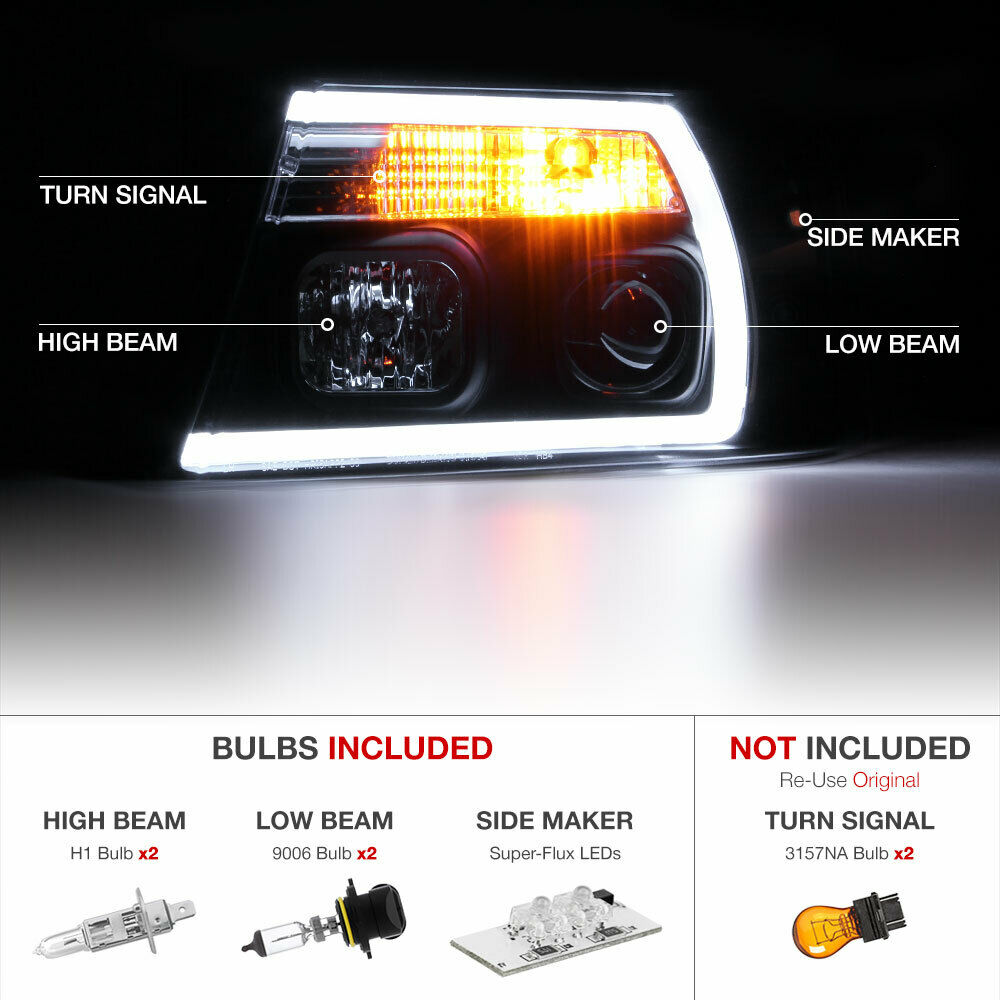 TURN SIGNAL
SIDE MAKER
HIGH BEAM
LOW BEAM
BULBS INCLUDED
HIGH BEAM
H1 Bulb x2
LOW BEAM
9006 Bulb x2
SIDE MAKER
Super-Flux LEDs
NOT INCLUDED
Re-Use Original
TURN SIGNAL
3157NA Bulb x2